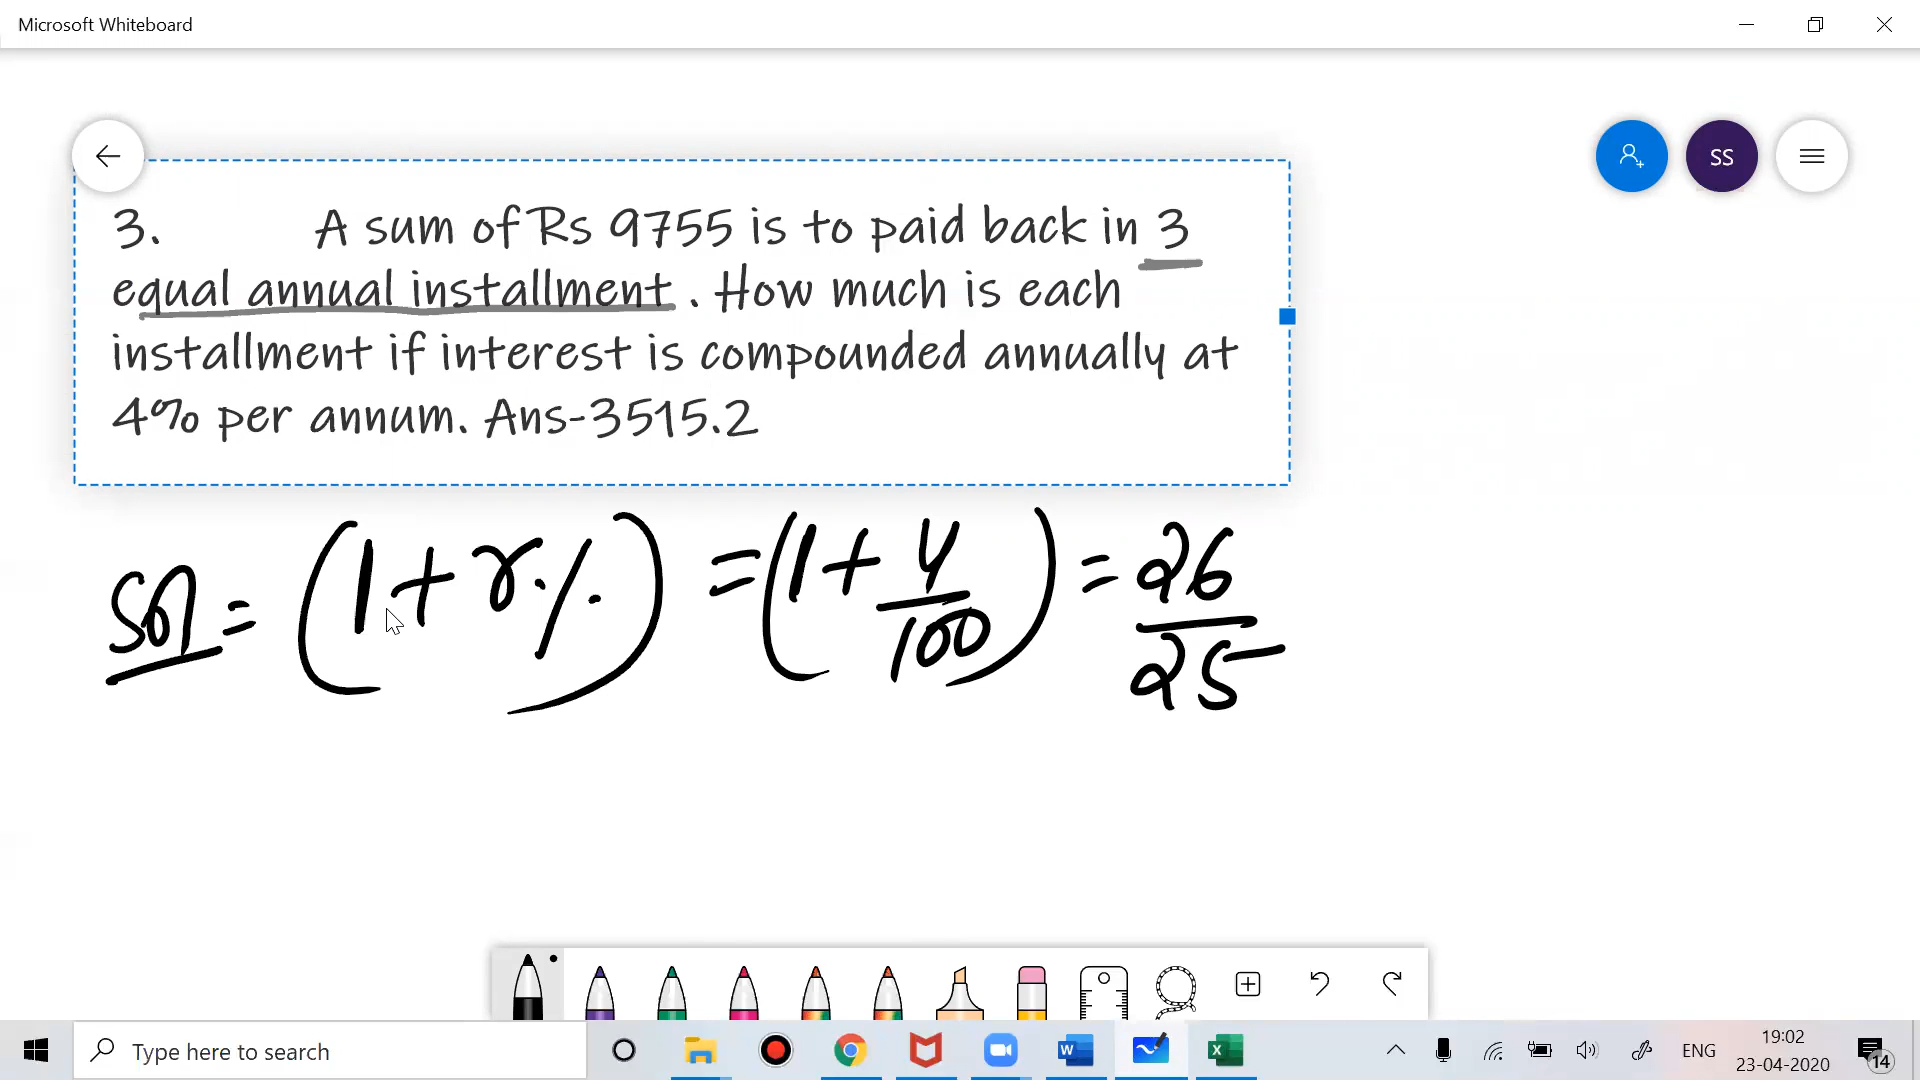 Microsoft Whiteboard
SS
3. A sum of Rs 9755 is to paid back in 3
equal annual installment . How much is each
installment if interest is compounded annually at
4% per annum. Ans-3515.2
Sol = (1 + r%) = (1 + 4/100) = 26/25
Type here to search
ENG
19:02
23-04-2020
14